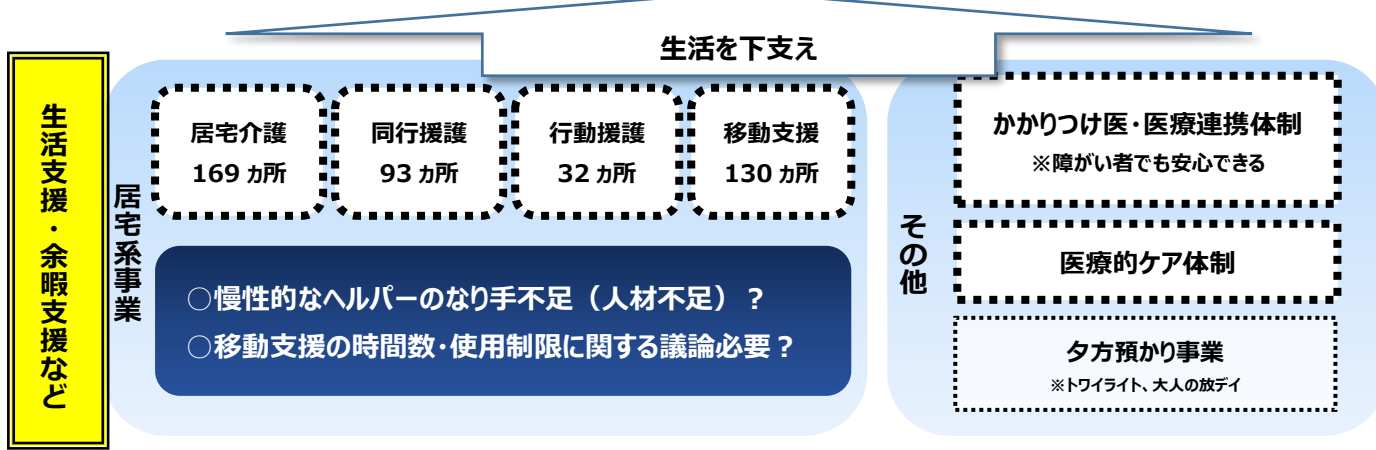 生活を下支え
生活支援・余暇支援など
居宅系事業
居宅介護
169 ヵ所
同行援護
93 ヵ所
行動援護
32 ヵ所
移動支援
130 ヵ所
○慢性的なヘルパーのなり手不足（人材不足）？
○移動支援の時間数・使用制限に関する議論必要？
その他
かかりつけ医・医療連携体制
※障がい者でも安心できる
医療的ケア体制
夕方預かり事業
※トワイライト、大人の放デイ